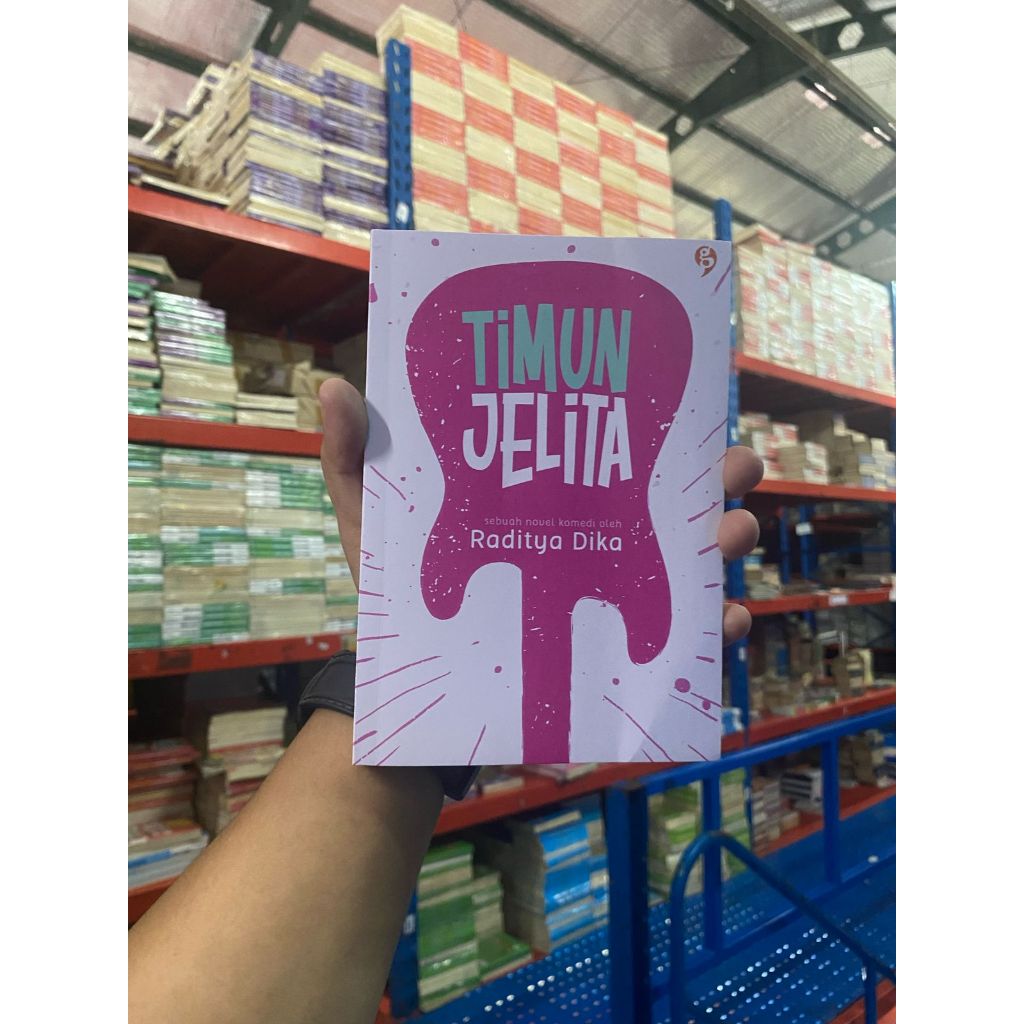 TiMUN
JELiTA
sebuah novel komedi oleh
Raditya Dika
g